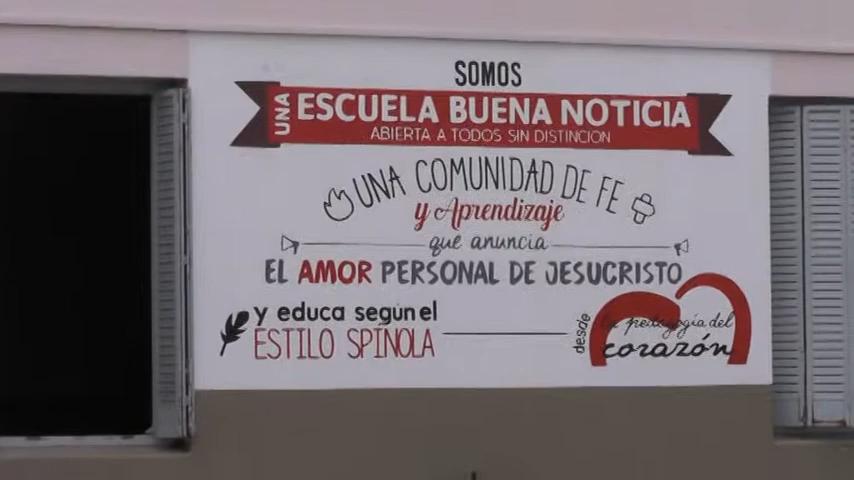 SOMOS
UNA ESCUELA BUENA NOTICIA
ABIERTA A TODOS SIN DISTINCION
UNA COMUNIDAD DE FE
y Aprendizaje
que anuncia
EL AMOR PERSONAL DE JESUCRISTO
y educa según el
ESTILO SPÍNOLA
desde la pedagogía del
corazón